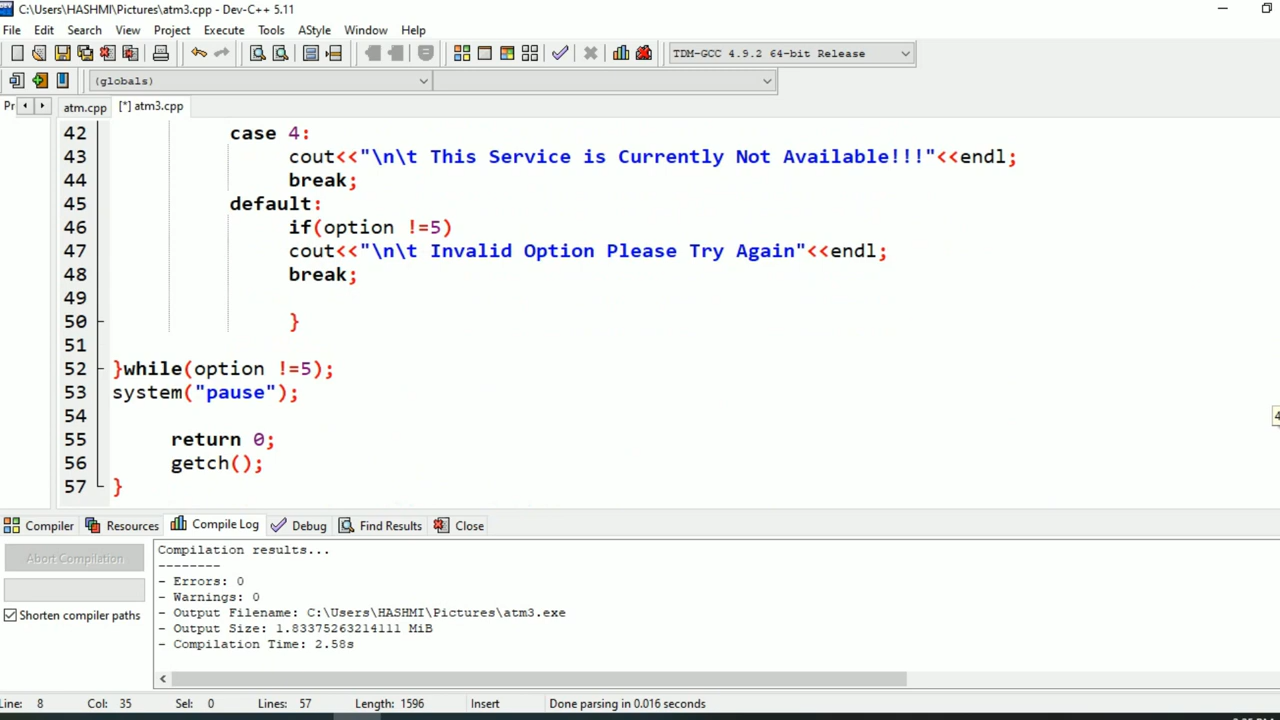 C:\Users\HASHMI\Pictures\atm3.cpp - Dev-C++ 5.11
File Edit Search View Project Execute Tools AStyle Window Help
TDM-GCC 4.9.2 64-bit Release
(globals)
Pr atm.cpp [*] atm3.cpp
42 case 4:
43 cout<<"\n\t This Service is Currently Not Available!!!"<<endl;
44 break;
45 default:
46 if(option !=5)
47 cout<<"\n\t Invalid Option Please Try Again"<<endl;
48 break;
49
50 }
51
52 }while(option !=5);
53 system("pause");
54
55 return 0;
56 getch();
57 }
Compiler Resources Compile Log Debug Find Results Close
Abort Compilation
Shorten compiler paths
Compilation results...
--------
- Errors: 0
- Warnings: 0
- Output Filename: C:\Users\HASHMI\Pictures\atm3.exe
- Output Size: 1.83375263214111 MiB
- Compilation Time: 2.58s
Line: 8 Col: 35 Sel: 0 Lines: 57 Length: 1596 Insert Done parsing in 0.016 seconds